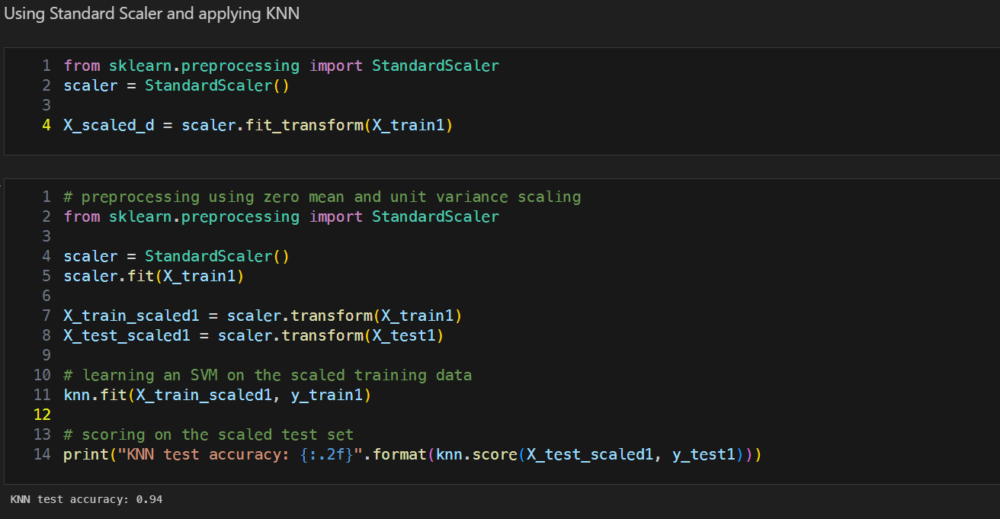 Using Standard Scaler and applying KNN
1 from sklearn.preprocessing import StandardScaler
2 scaler = StandardScaler()
3
4 X_scaled_d = scaler.fit_transform(X_train1)
1 # preprocessing using zero mean and unit variance scaling
2 from sklearn.preprocessing import StandardScaler
3
4 scaler = StandardScaler()
5 scaler.fit(X_train1)
6
7 X_train_scaled1 = scaler.transform(X_train1)
8 X_test_scaled1 = scaler.transform(X_test1)
9
10 # learning an SVM on the scaled training data
11 knn.fit(X_train_scaled1, y_train1)
12
13 # scoring on the scaled test set
14 print("KNN test accuracy: {:.2f}".format(knn.score(X_test_scaled1, y_test1)))
KNN test accuracy: 0.94